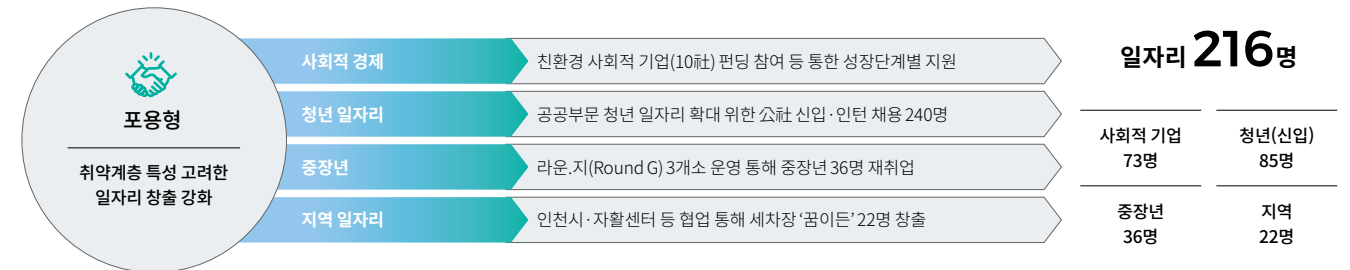 포용형
취약계층 특성 고려한
일자리 창출 강화
사회적 경제
친환경 사회적 기업(10社) 펀딩 참여 등 통한 성장단계별 지원
청년 일자리
공공부문 청년 일자리 확대 위한 公社 신입·인턴 채용 240명
중장년
라운.지(Round G) 3개소 운영 통해 중장년 36명 재취업
지역 일자리
인천시·자활센터 등 협업 통해 세차장 ‘꿈이든’ 22명 창출
일자리 216명
사회적 기업
73명
청년(신입)
85명
중장년
36명
지역
22명